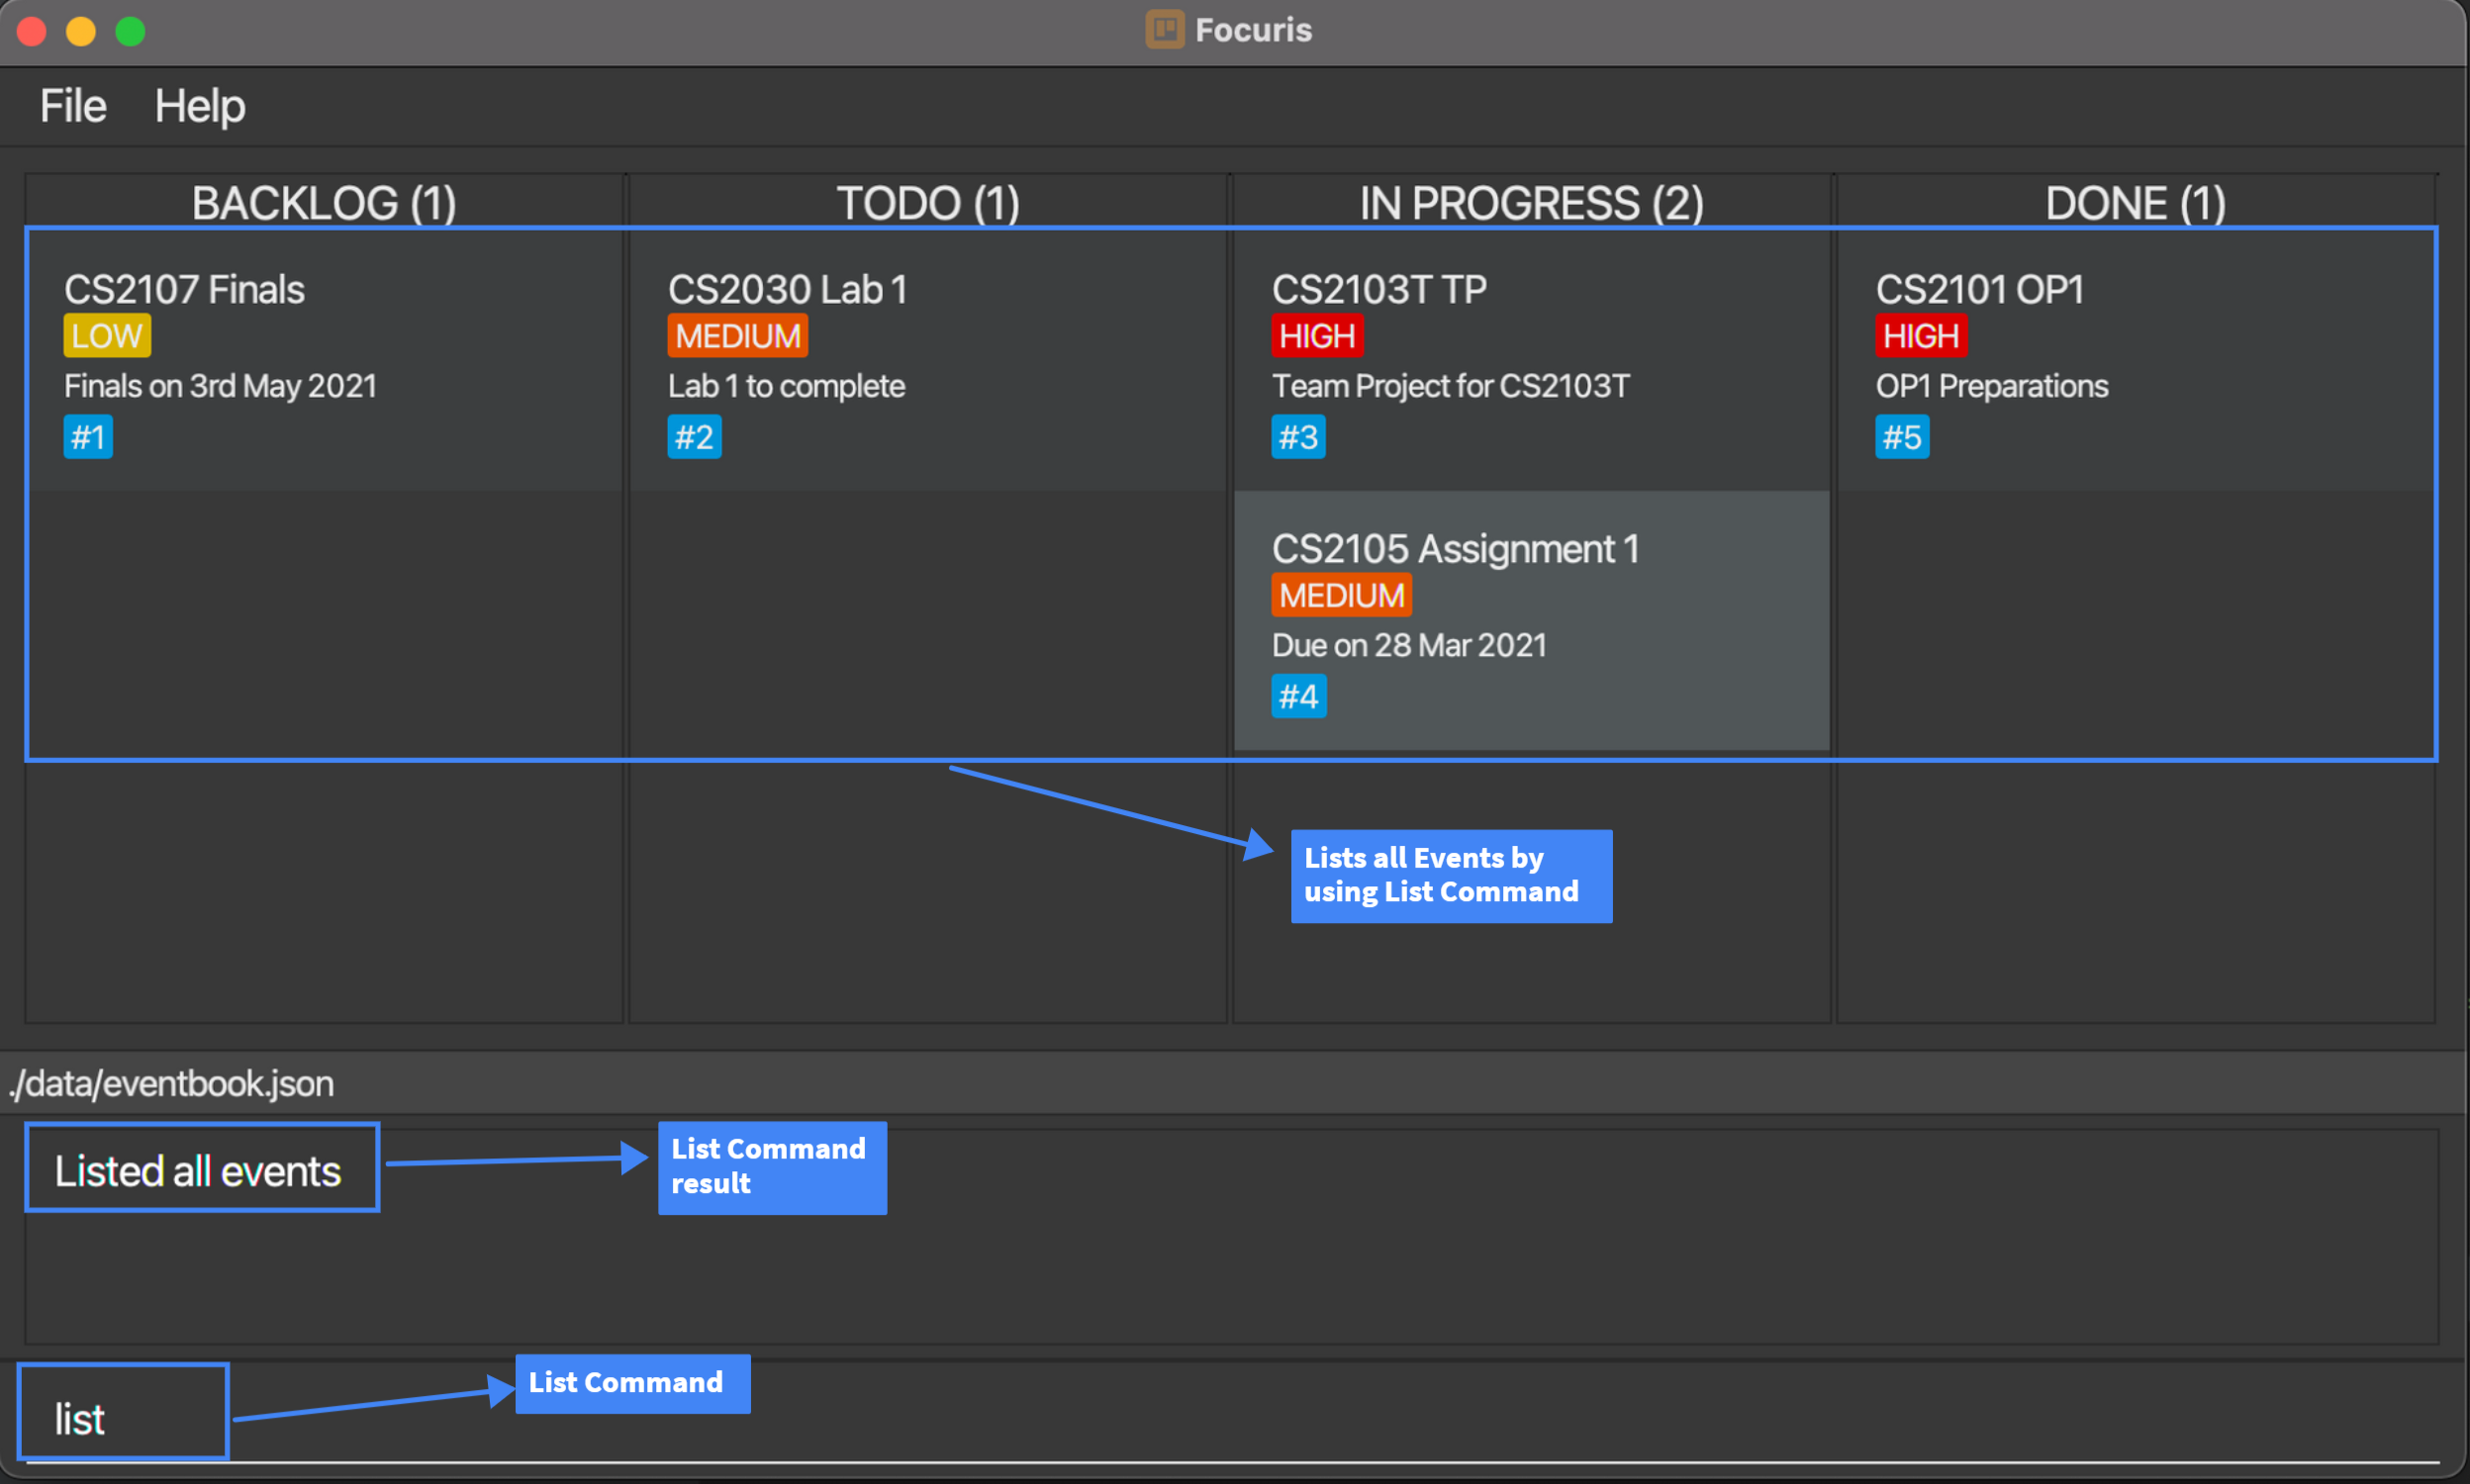 Focuris
File Help
BACKLOG (1)
CS2107 Finals
LOW
Finals on 3rd May 2021
#1
TODO (1)
CS2030 Lab 1
MEDIUM
Lab 1 to complete
#2
IN PROGRESS (2)
CS2103T TP
HIGH
Team Project for CS2103T
#3
CS2105 Assignment 1
MEDIUM
Due on 28 Mar 2021
#4
DONE (1)
CS2101 OP1
HIGH
OP1 Preparations
#5
Lists all Events by
using List Command
./data/eventbook.json
Listed all events
List Command
result
list
List Command